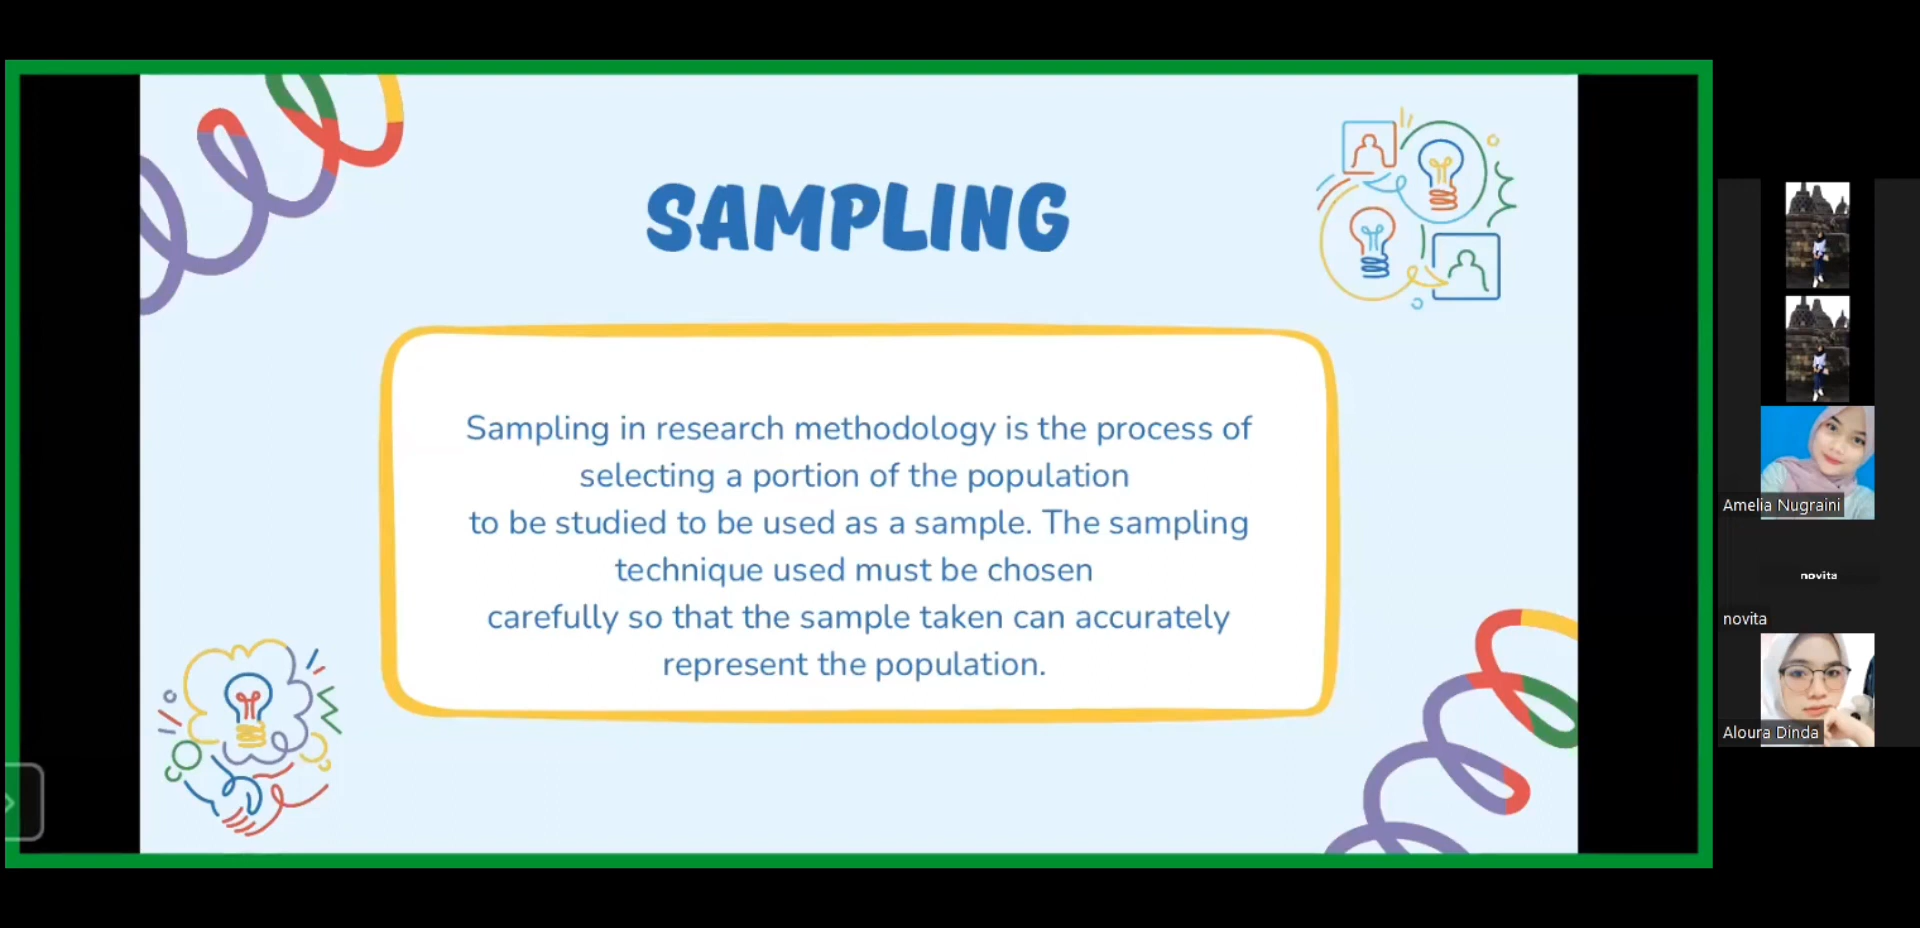 SAMPLING
Sampling in research methodology is the process of
selecting a portion of the population
to be studied to be used as a sample. The sampling
technique used must be chosen
carefully so that the sample taken can accurately
represent the population.
Amelia Nugraini
novita
novita
Aloura Dinda